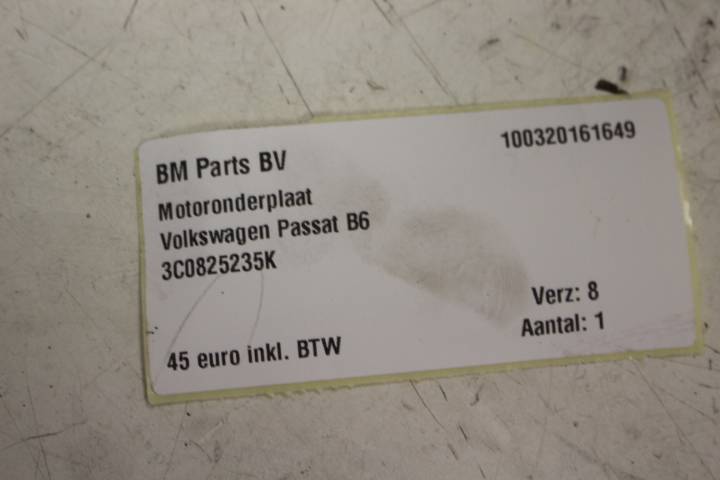 BM Parts BV
100320161649
Motoronderplaat
Volkswagen Passat B6
3C0825235K
Verz: 8
45 euro inkl. BTW
Aantal: 1